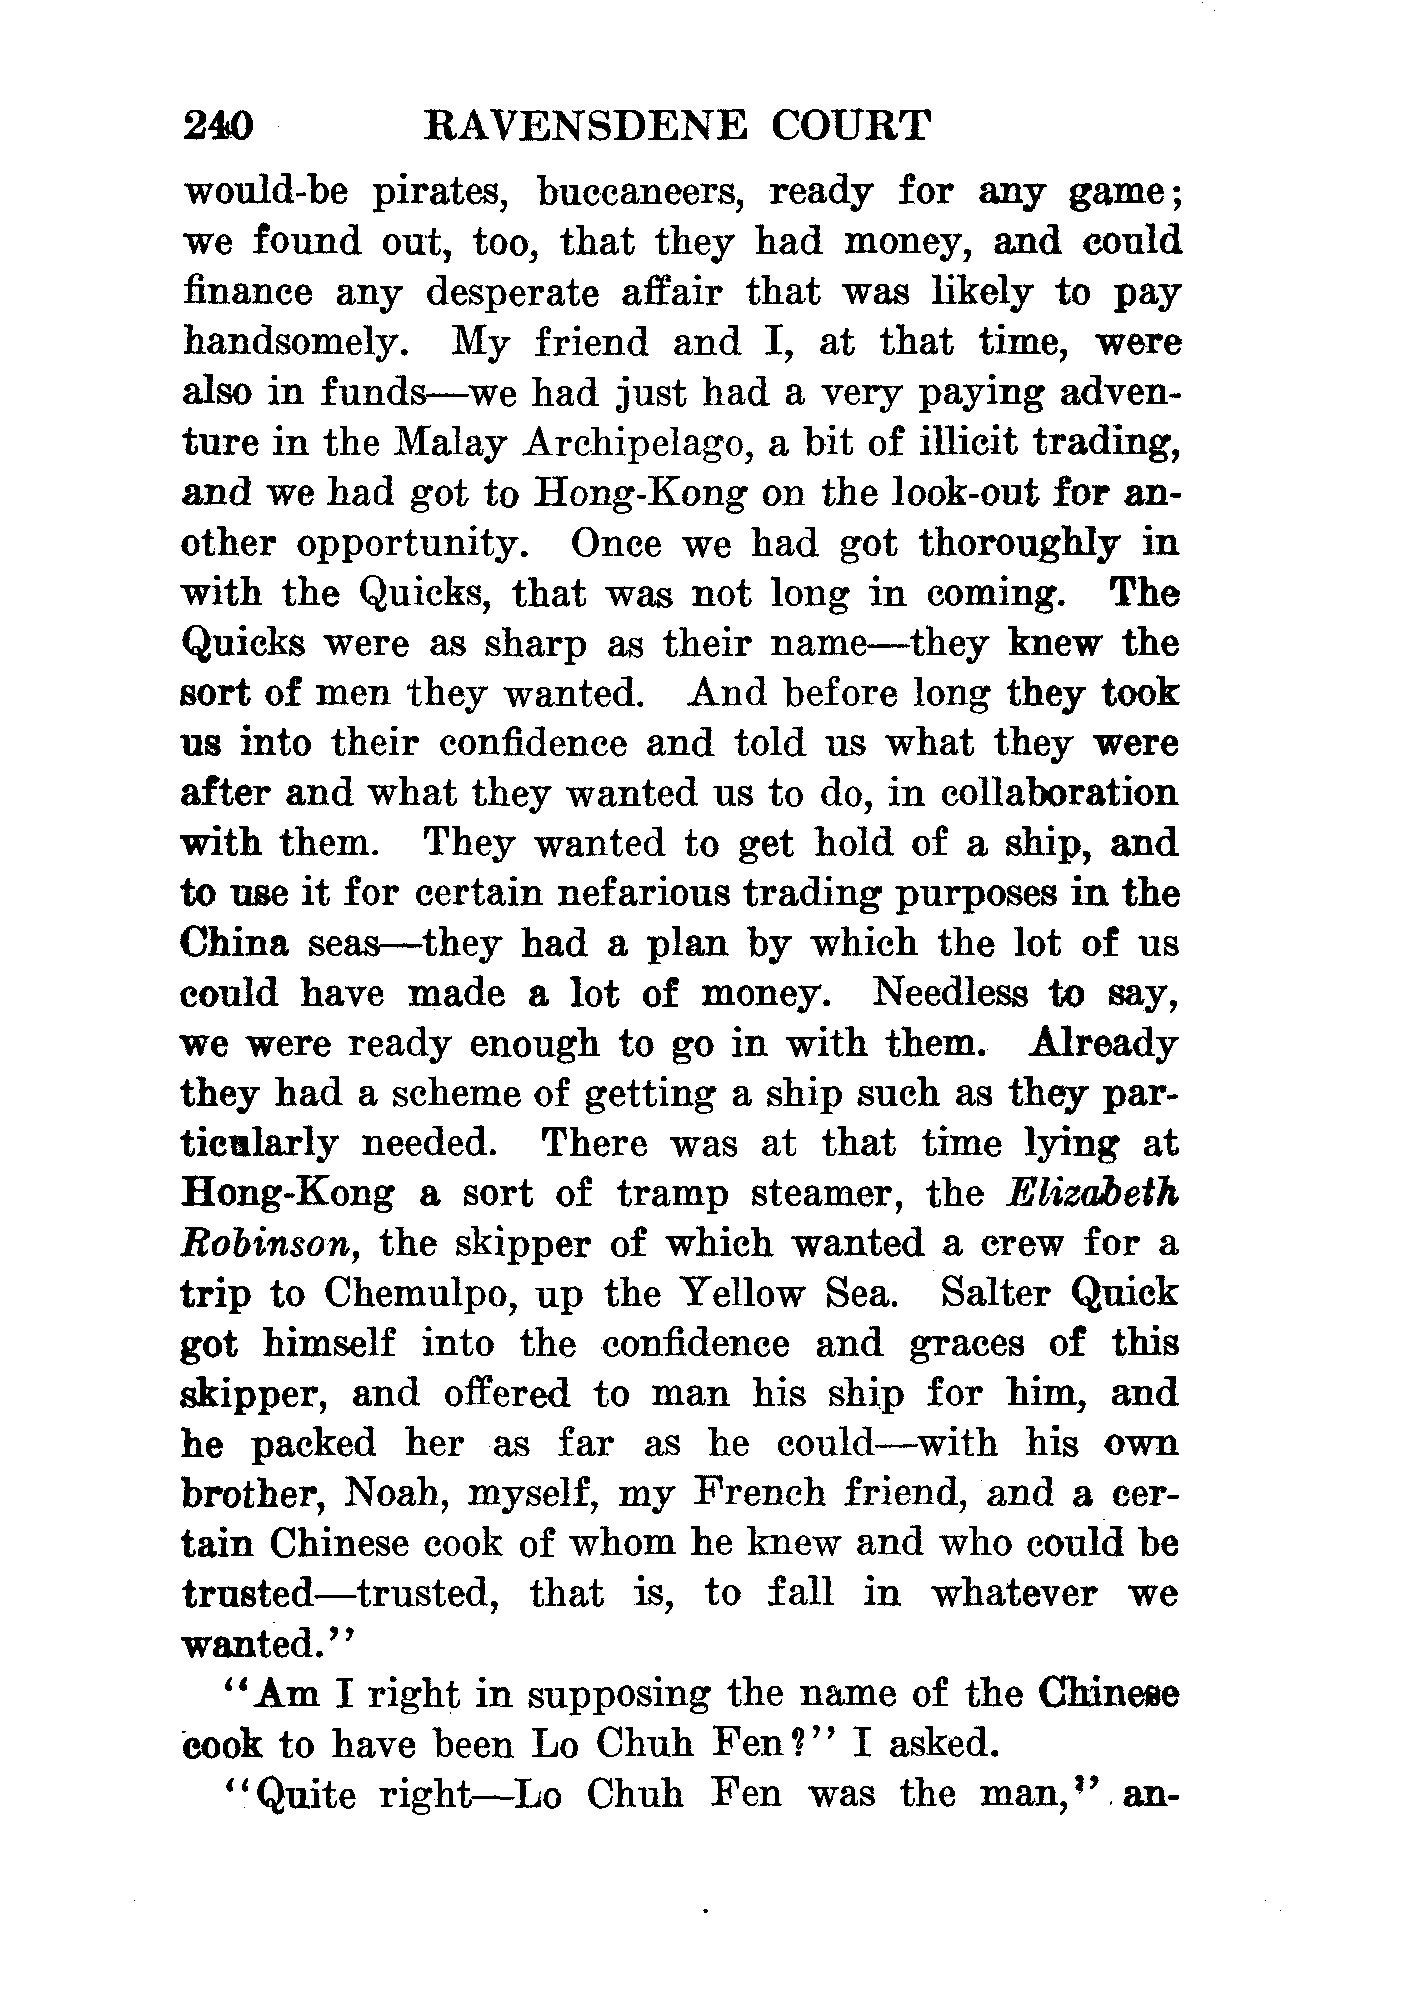 240 RAVENSDENE COURT
would-be pirates, buccaneers, ready for any game;
we found out, too, that they had money, and could
finance any desperate affair that was likely to pay
handsomely. My friend and I, at that time, were
also in funds—we had just had a very paying adven-
ture in the Malay Archipelago, a bit of illicit trading,
and we had got to Hong-Kong on the look-out for an-
other opportunity. Once we had got thoroughly in
with the Quicks, that was not long in coming. The
Quicks were as sharp as their name—they knew the
sort of men they wanted. And before long they took
us into their confidence and told us what they were
after and what they wanted us to do, in collaboration
with them. They wanted to get hold of a ship, and
to use it for certain nefarious trading purposes in the
China seas—they had a plan by which the lot of us
could have made a lot of money. Needless to say,
we were ready enough to go in with them. Already
they had a scheme of getting a ship such as they par-
ticularly needed. There was at that time lying at
Hong-Kong a sort of tramp steamer, the Elizabeth
Robinson, the skipper of which wanted a crew for a
trip to Chemulpo, up the Yellow Sea. Salter Quick
got himself into the confidence and graces of this
skipper, and offered to man his ship for him, and
he packed her as far as he could—with his own
brother, Noah, myself, my French friend, and a cer-
tain Chinese cook of whom he knew and who could be
trusted—trusted, that is, to fall in whatever we
wanted."
"Am I right in supposing the name of the Chinese
cook to have been Lo Chuh Fen?" I asked.
"Quite right—Lo Chuh Fen was the man," an-